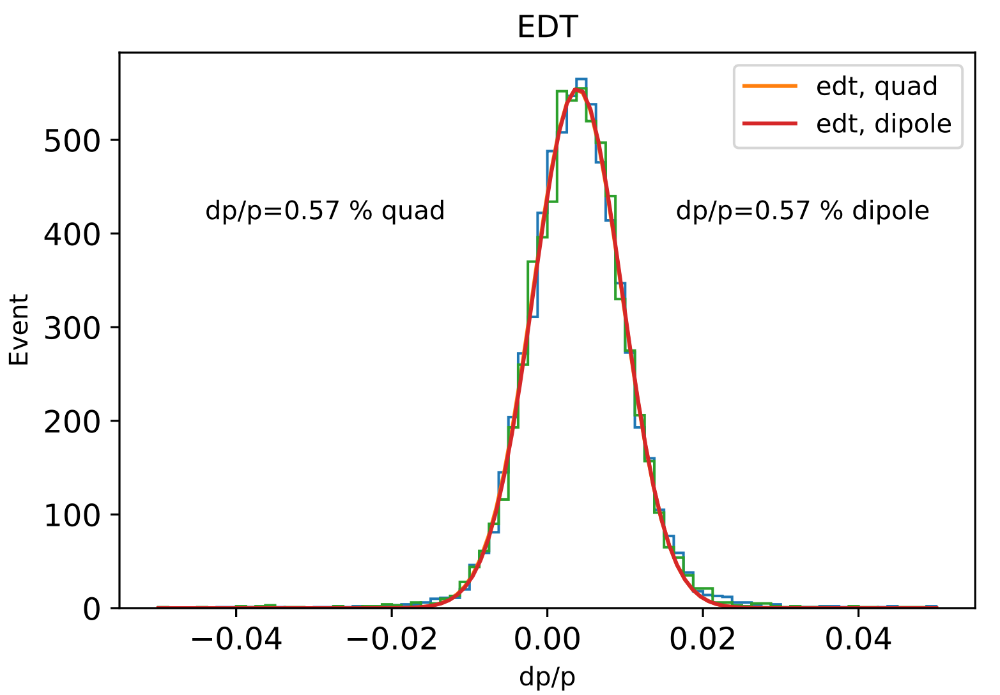 EDT
edt, quad
edt, dipole
dp/p=0.57 % quad
dp/p=0.57 % dipole
Event
500
400
300
200
100
0
−0.04
−0.02
0.00
0.02
0.04
dp/p